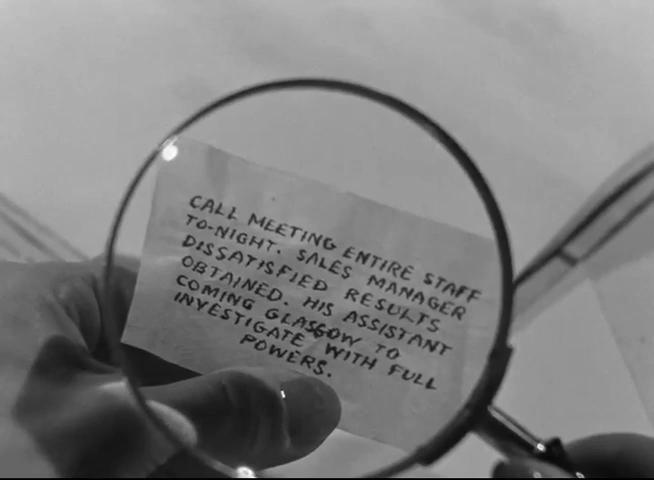 CALL MEETING ENTIRE STAFF
TO-NIGHT. SALES MANAGER
DISSATISFIED RESULTS
OBTAINED. HIS ASSISTANT
COMING GLASGOW TO
INVESTIGATE WITH FULL
POWERS.